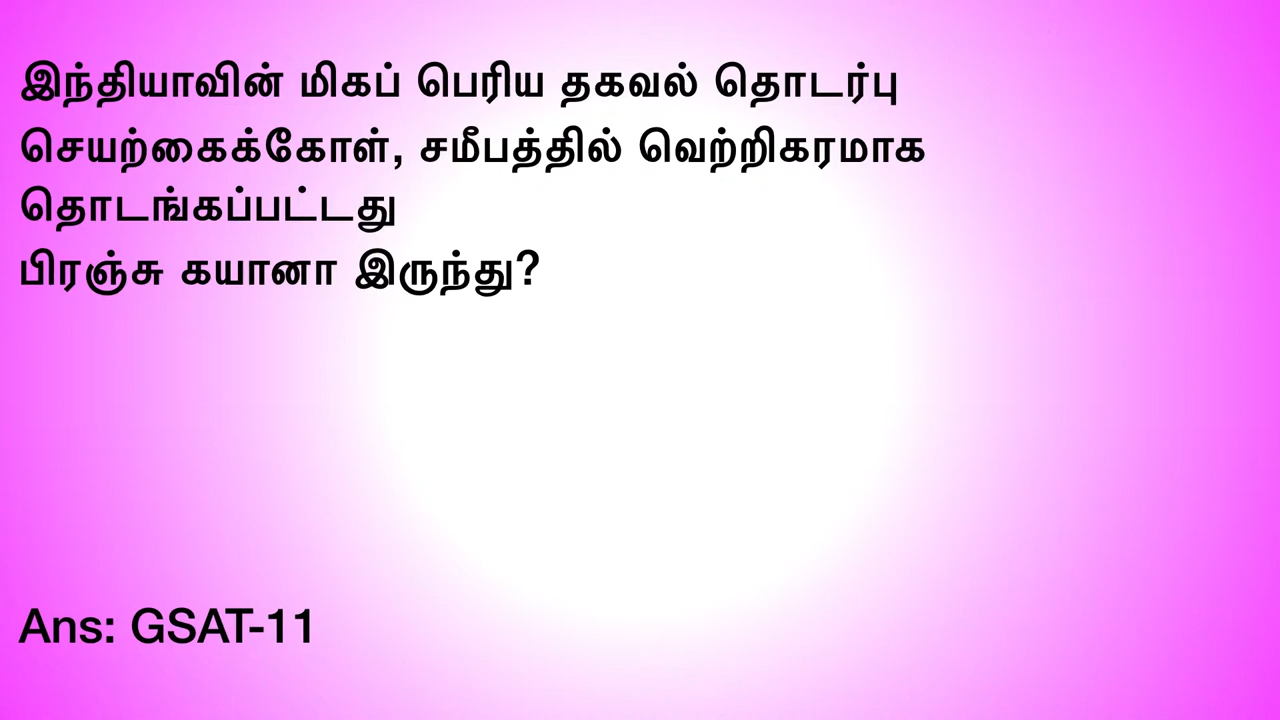 இந்தியாவின் மிகப் பெரிய தகவல் தொடர்பு
செயற்கைக்கோள், சமீபத்தில் வெற்றிகரமாக
தொடங்கப்பட்டது
பிரஞ்சு கயானா இருந்து?
Ans: GSAT-11